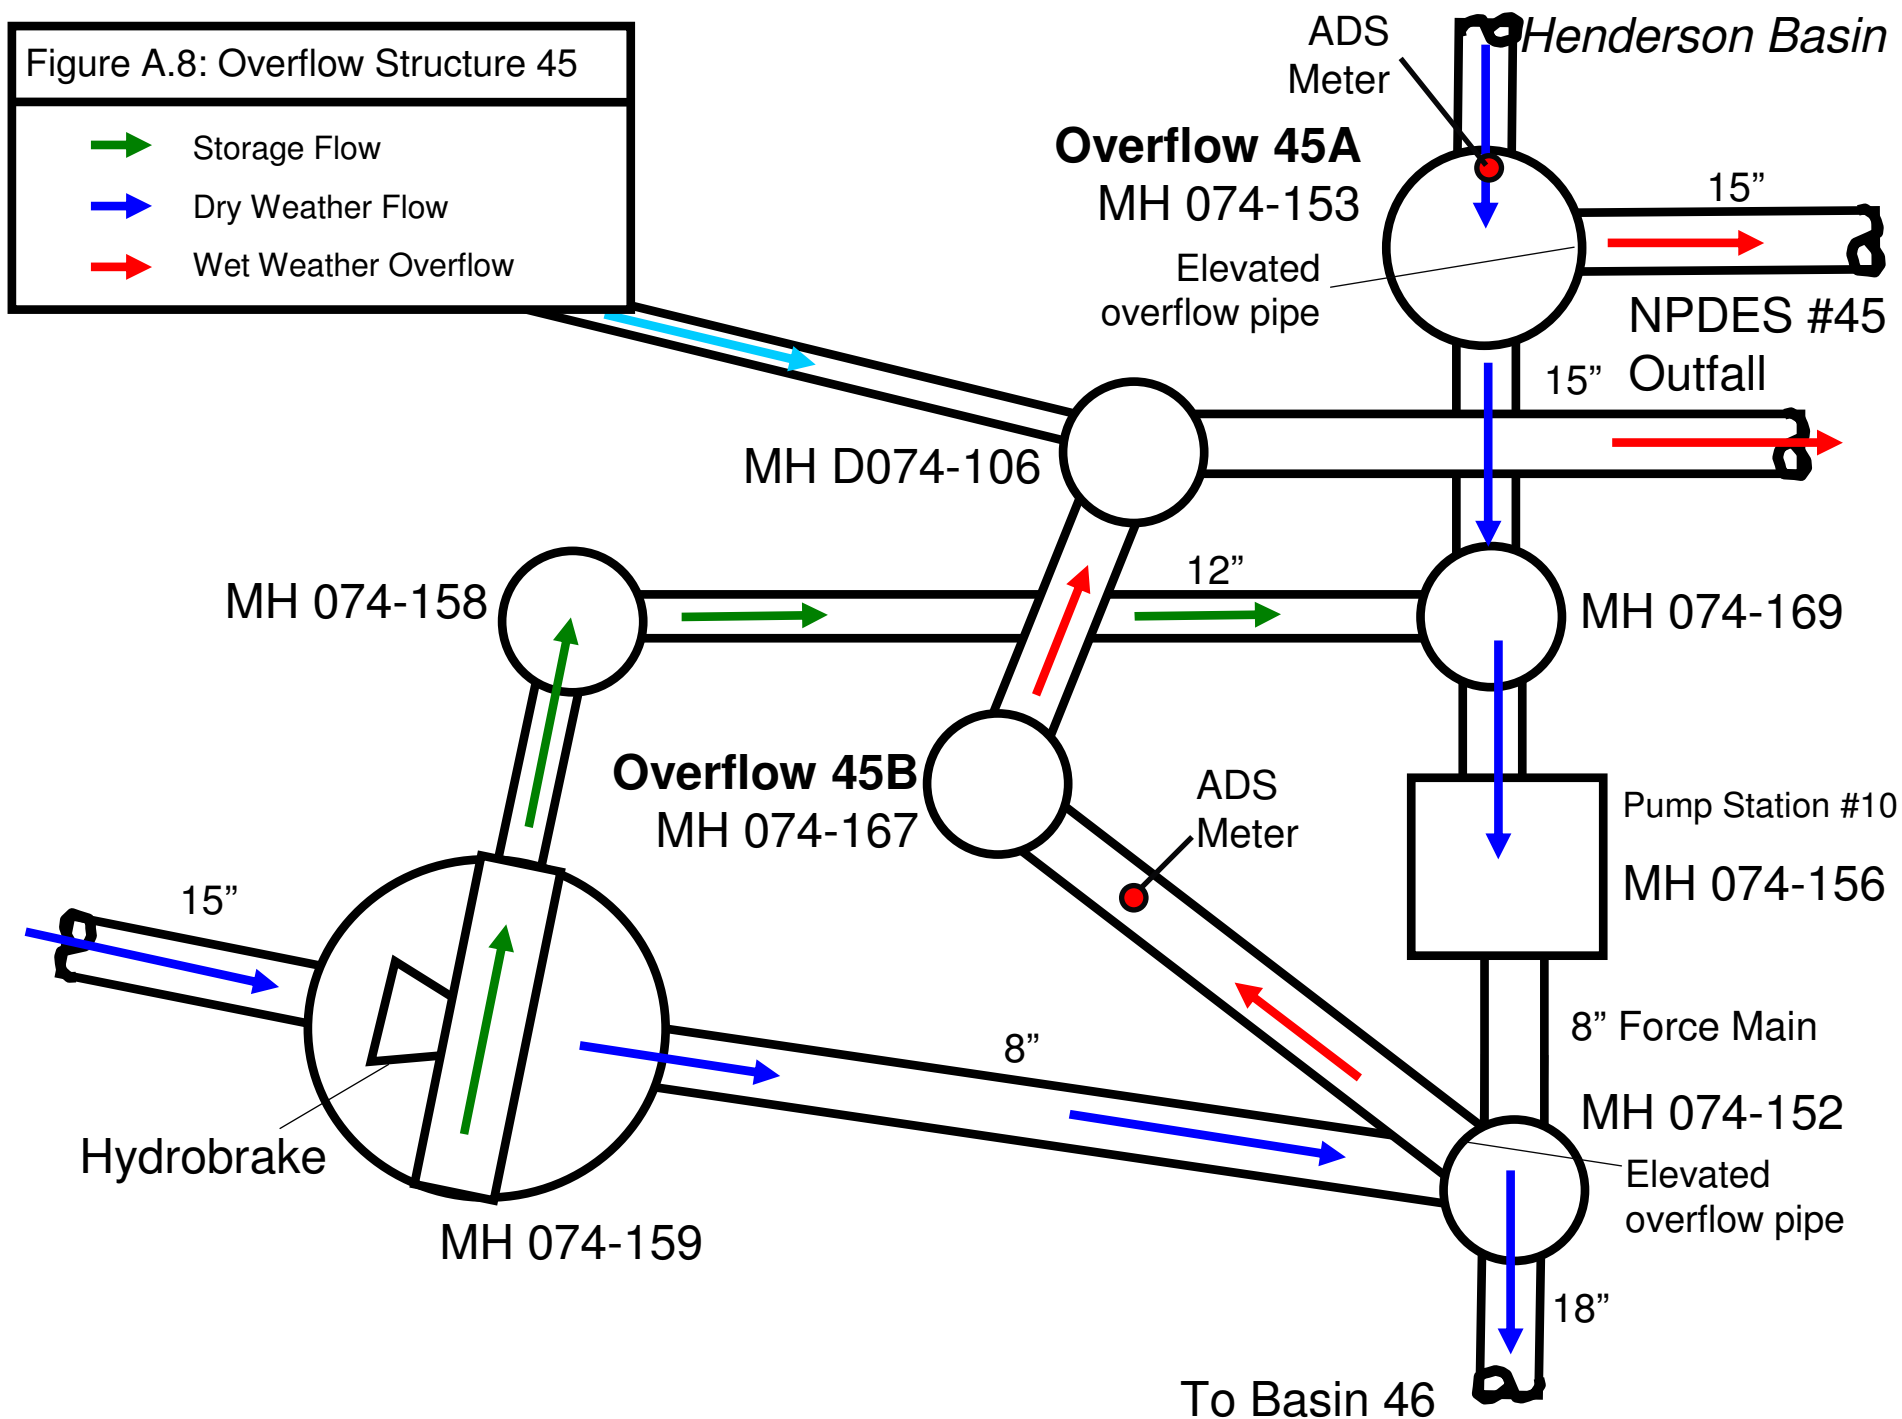 Figure A.8: Overflow Structure 45
Storage Flow
Dry Weather Flow
Wet Weather Overflow
ADS
Meter
Henderson Basin
Overflow 45A
MH 074-153
15”
Elevated
overflow pipe
NPDES #45
Outfall
15”
MH D074-106
12”
MH 074-158
MH 074-169
Overflow 45B
MH 074-167
ADS
Meter
Pump Station #10
MH 074-156
15”
8”
8” Force Main
MH 074-152
Hydrobrake
Elevated
overflow pipe
MH 074-159
18”
To Basin 46